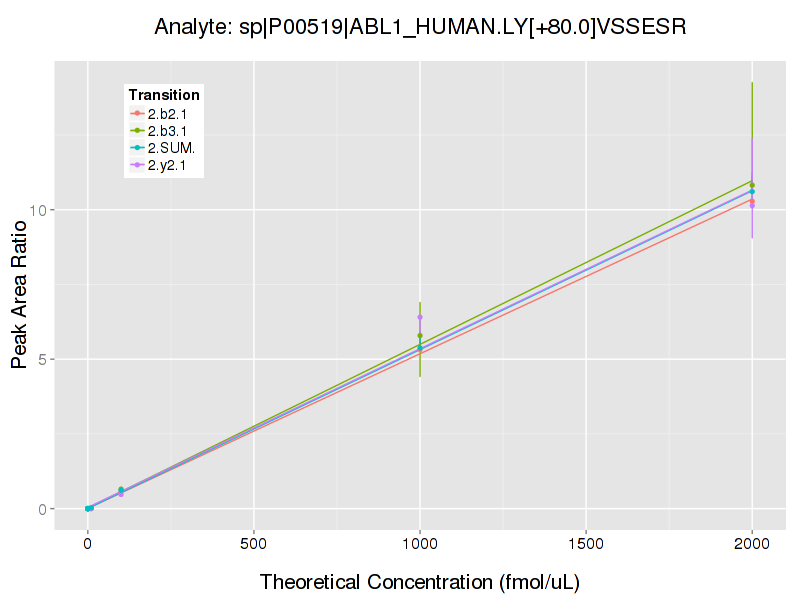 Analyte: sp|P00519|ABL1_HUMAN.LY[+80.0]VSSESR
Transition
2.b2.1
2.b3.1
2.SUM.
2.y2.1
Peak Area Ratio
10
5
0
0 500 1000 1500 2000
Theoretical Concentration (fmol/uL)